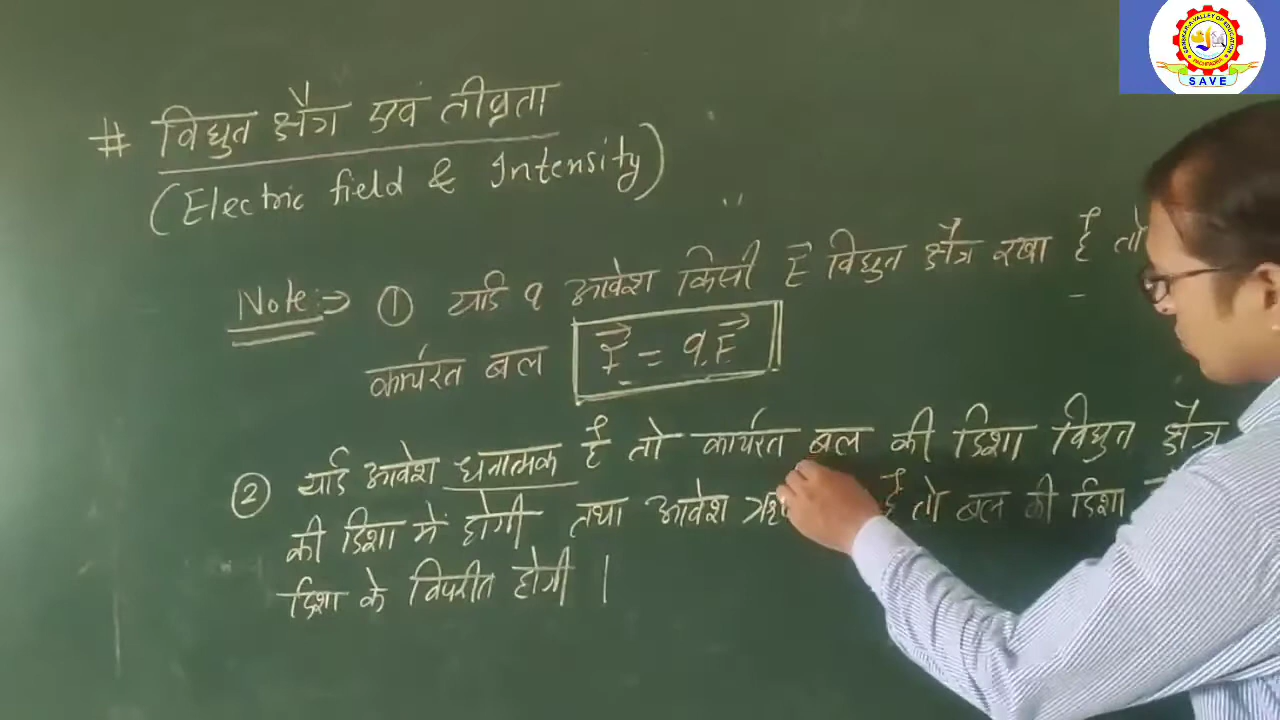 # विद्युत क्षैत्र एवं तीव्रता
(Electric field & Intensity)
Note :⇒ ① यदि q आवेश किसी E विद्युत क्षैत्र रखा है तो
कार्यरत बल F⃗ = qE⃗
② यदि आवेश धनात्मक है तो कार्यरत बल की दिशा विद्युत क्षैत्र
की दिशा में होगी तथा आवेश है तो बल की दिशा
दिशा के विपरीत होगी ।
SAVE